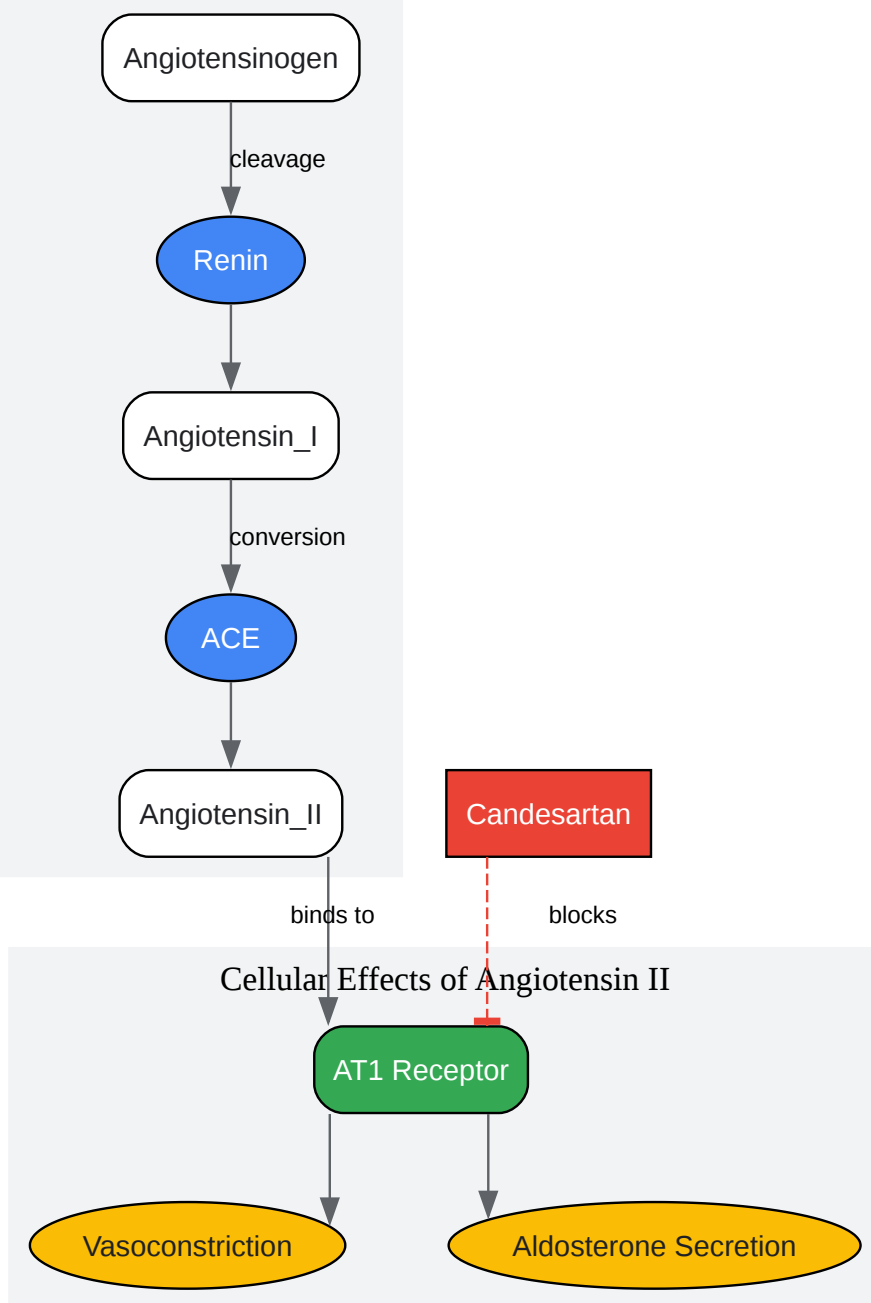 Angiotensinogen
cleavage
Renin
Angiotensin_I
conversion
ACE
Angiotensin_II
Candesartan
binds to
blocks
Cellular Effects of Angiotensin II
AT1 Receptor
Vasoconstriction
Aldosterone Secretion